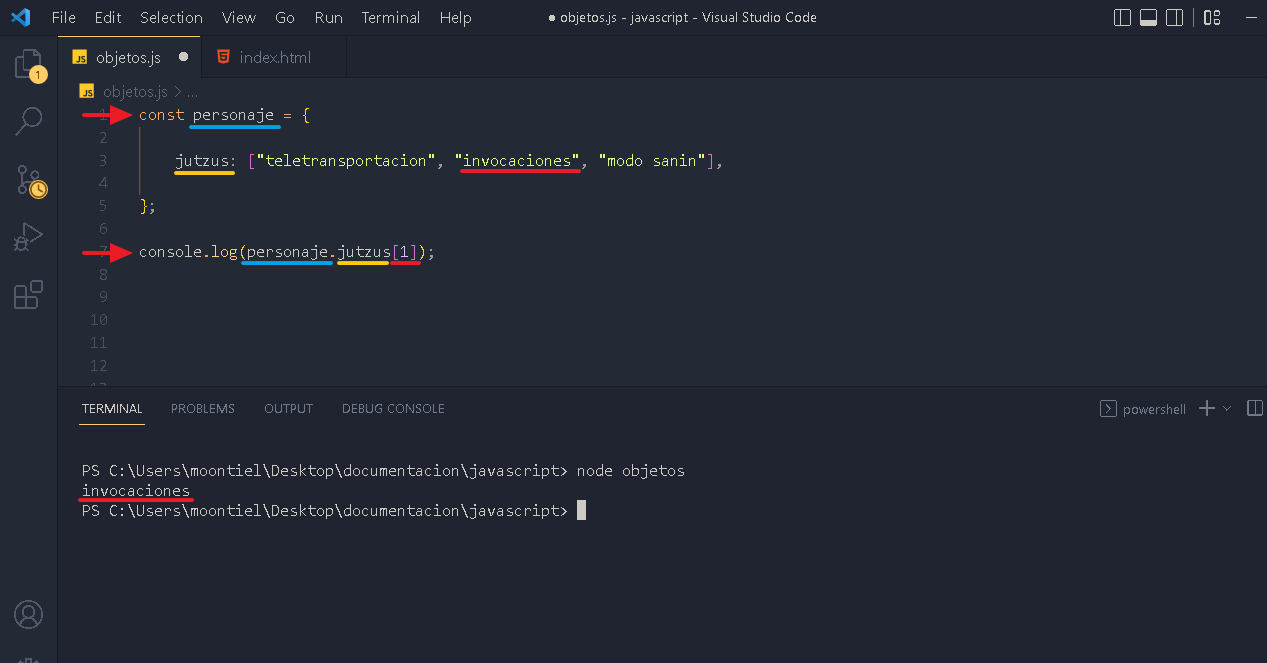 File Edit Selection View Go Run Terminal Help ● objetos.js - javascript - Visual Studio Code
JS objetos.js ● index.html
1
JS objetos.js > ...
1 const personaje = {
2
3 jutzus: ["teletransportacion", "invocaciones", "modo sanin"],
4
5 };
6
7 console.log(personaje.jutzus[1]);
8
9
10
11
12
TERMINAL PROBLEMS OUTPUT DEBUG CONSOLE powershell
PS C:\Users\moontiel\Desktop\documentacion\javascript> node objetos
invocaciones
PS C:\Users\moontiel\Desktop\documentacion\javascript>